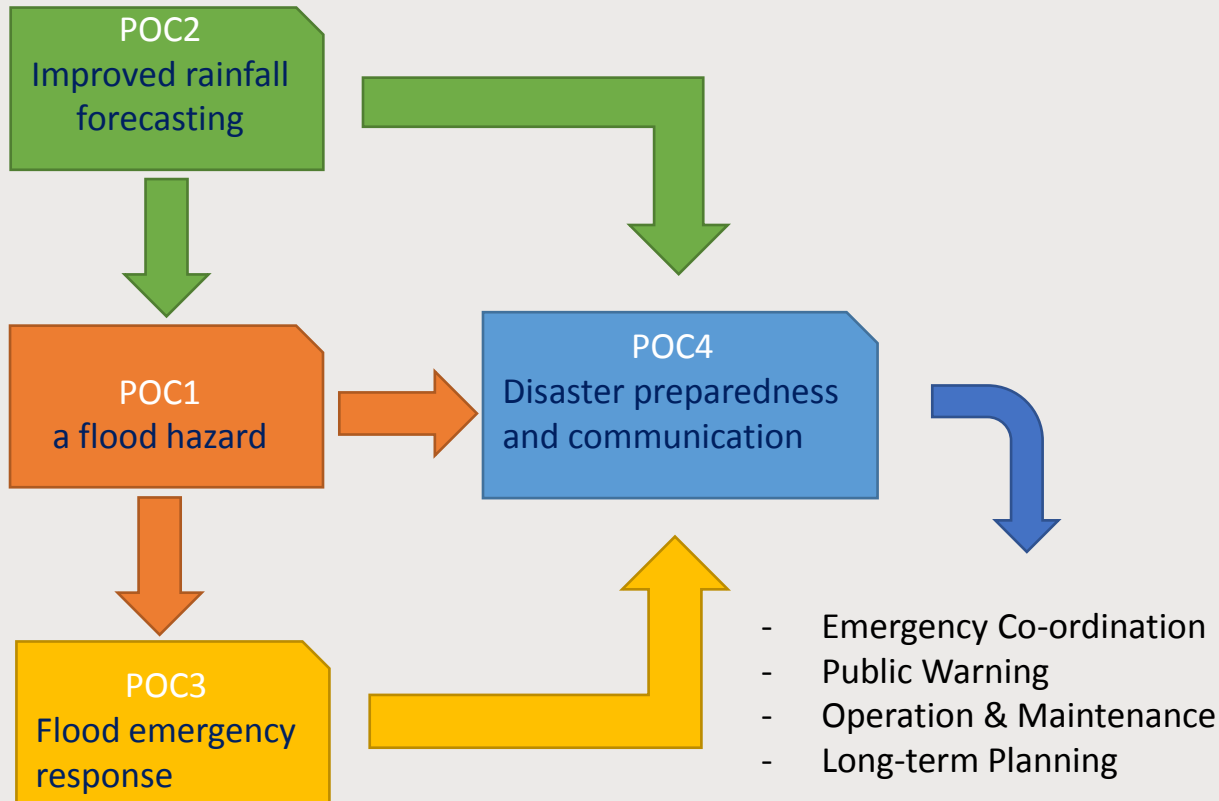 POC2
Improved rainfall
forecasting
POC1
a flood hazard
POC4
Disaster preparedness
and communication
POC3
Flood emergency
response
- Emergency Co-ordination
- Public Warning
- Operation & Maintenance
- Long-term Planning